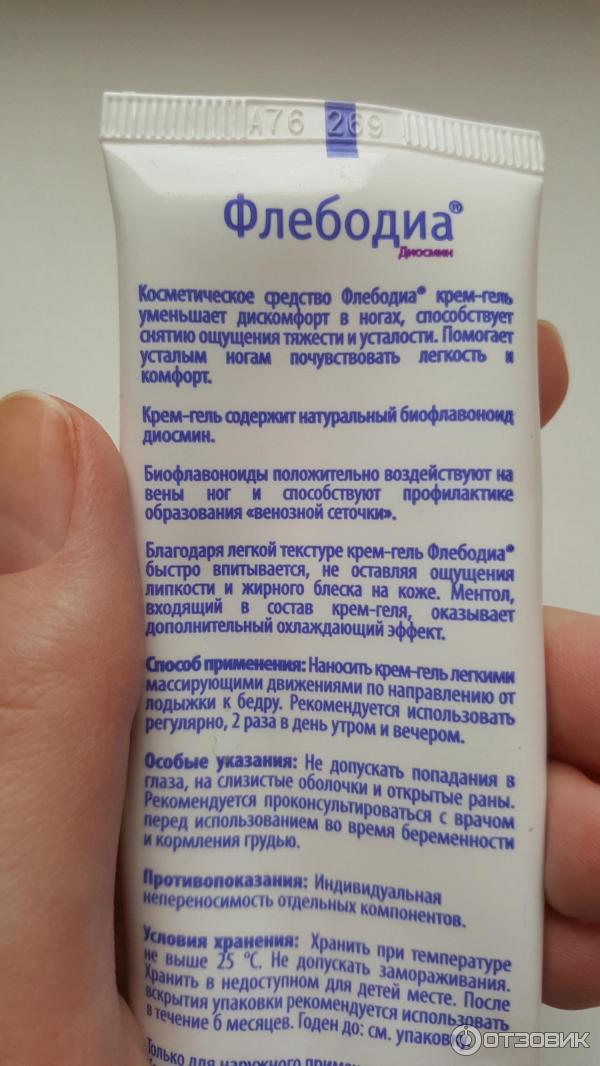 A76 269
Флебодиа®
Диосмин
Косметическое средство Флебодиа® крем-гель
уменьшает дискомфорт в ногах, способствует
снятию ощущения тяжести и усталости. Помогает
усталым ногам почувствовать легкость и
комфорт.
Крем-гель содержит натуральный биофлавоноид
диосмин.
Биофлавоноиды положительно воздействуют на
вены ног и способствуют профилактике
образования «венозной сеточки».
Благодаря легкой текстуре крем-гель Флебодиа®
быстро впитывается, не оставляя ощущения
липкости и жирного блеска на коже. Ментол,
входящий в состав крем-геля, оказывает
дополнительный охлаждающий эффект.
Способ применения: Наносить крем-гель легкими
массирующими движениями по направлению от
лодыжки к бедру. Рекомендуется использовать
регулярно, 2 раза в день утром и вечером.
Особые указания: Не допускать попадания в
глаза, на слизистые оболочки и открытые раны.
Рекомендуется проконсультироваться с врачом
перед использованием во время беременности
и кормления грудью.
Противопоказания: Индивидуальная
непереносимость отдельных компонентов.
Условия хранения: Хранить при температуре
не выше 25 °С. Не допускать замораживания.
Хранить в недоступном для детей месте. После
вскрытия упаковки рекомендуется использовать
в течение 6 месяцев. Годен до: см. упаковку.
Только для наружного
ОТЗОВИК